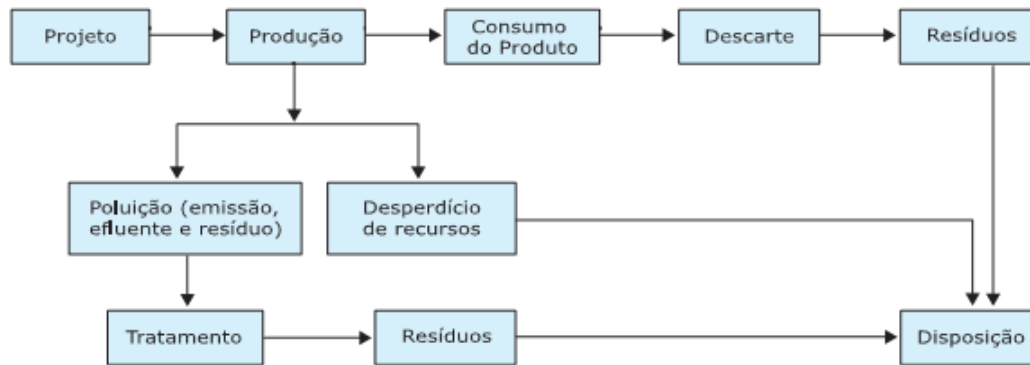 Projeto
Produção
Consumo
do Produto
Descarte
Resíduos
Poluição (emissão,
efluente e resíduo)
Desperdício
de recursos
Tratamento
Resíduos
Disposição